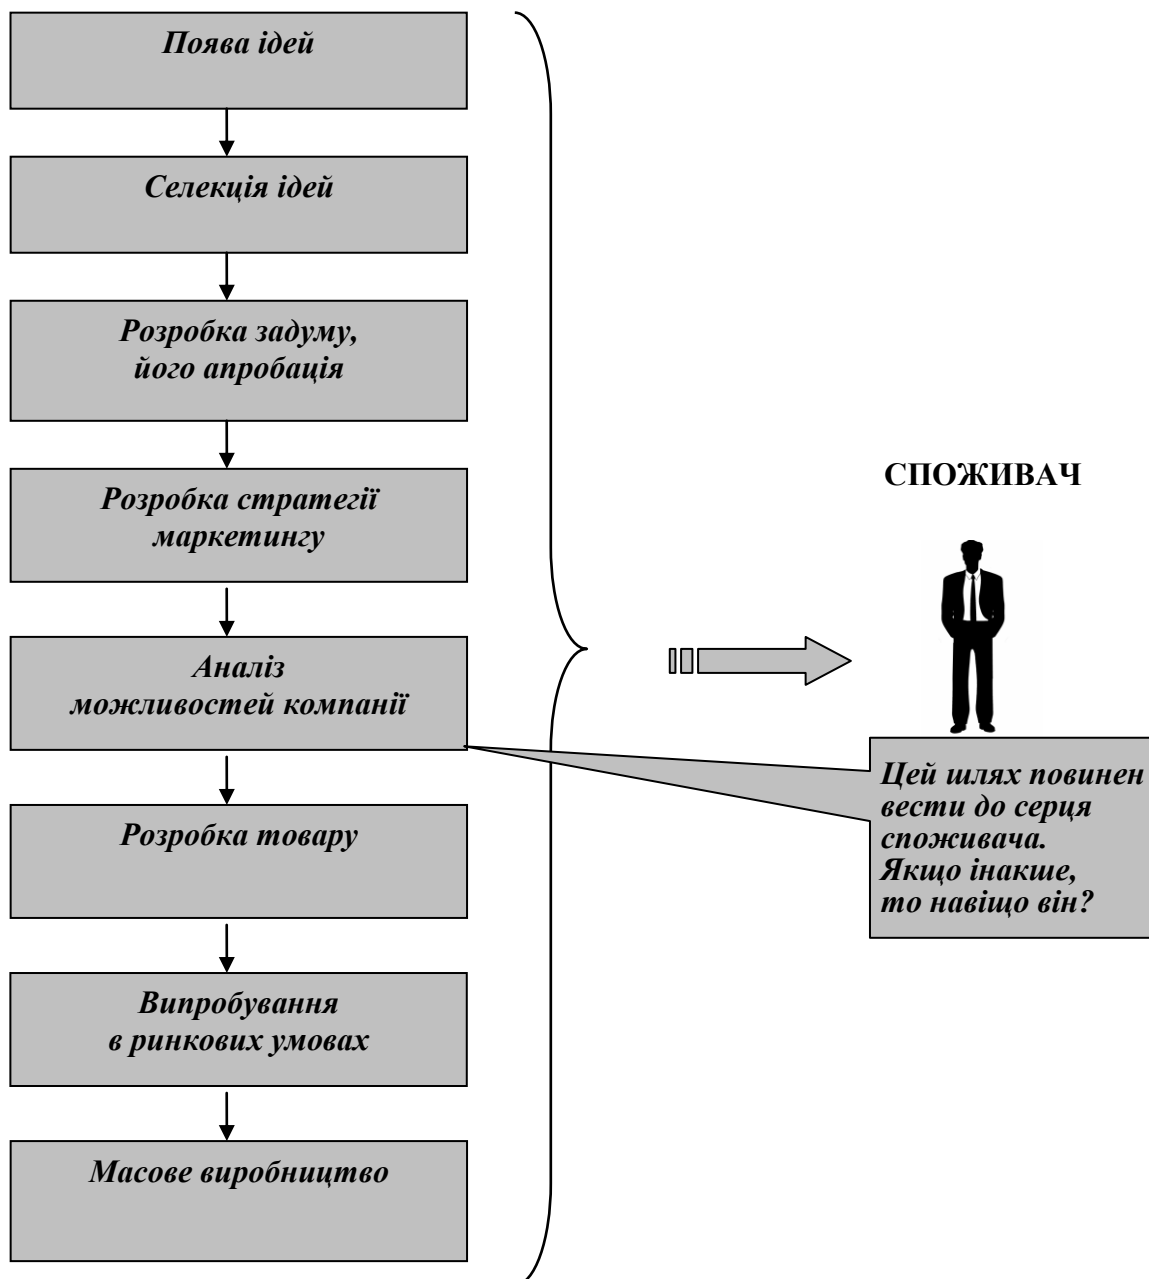 Поява ідей
Селекція ідей
Розробка задуму,
його апробація
Розробка стратегії
маркетингу
Аналіз
можливостей компанії
Розробка товару
Випробування
в ринкових умовах
Масове виробництво
СПОЖИВАЧ
Цей шлях повинен
вести до серця
споживача.
Якщо інакше,
то навіщо він?